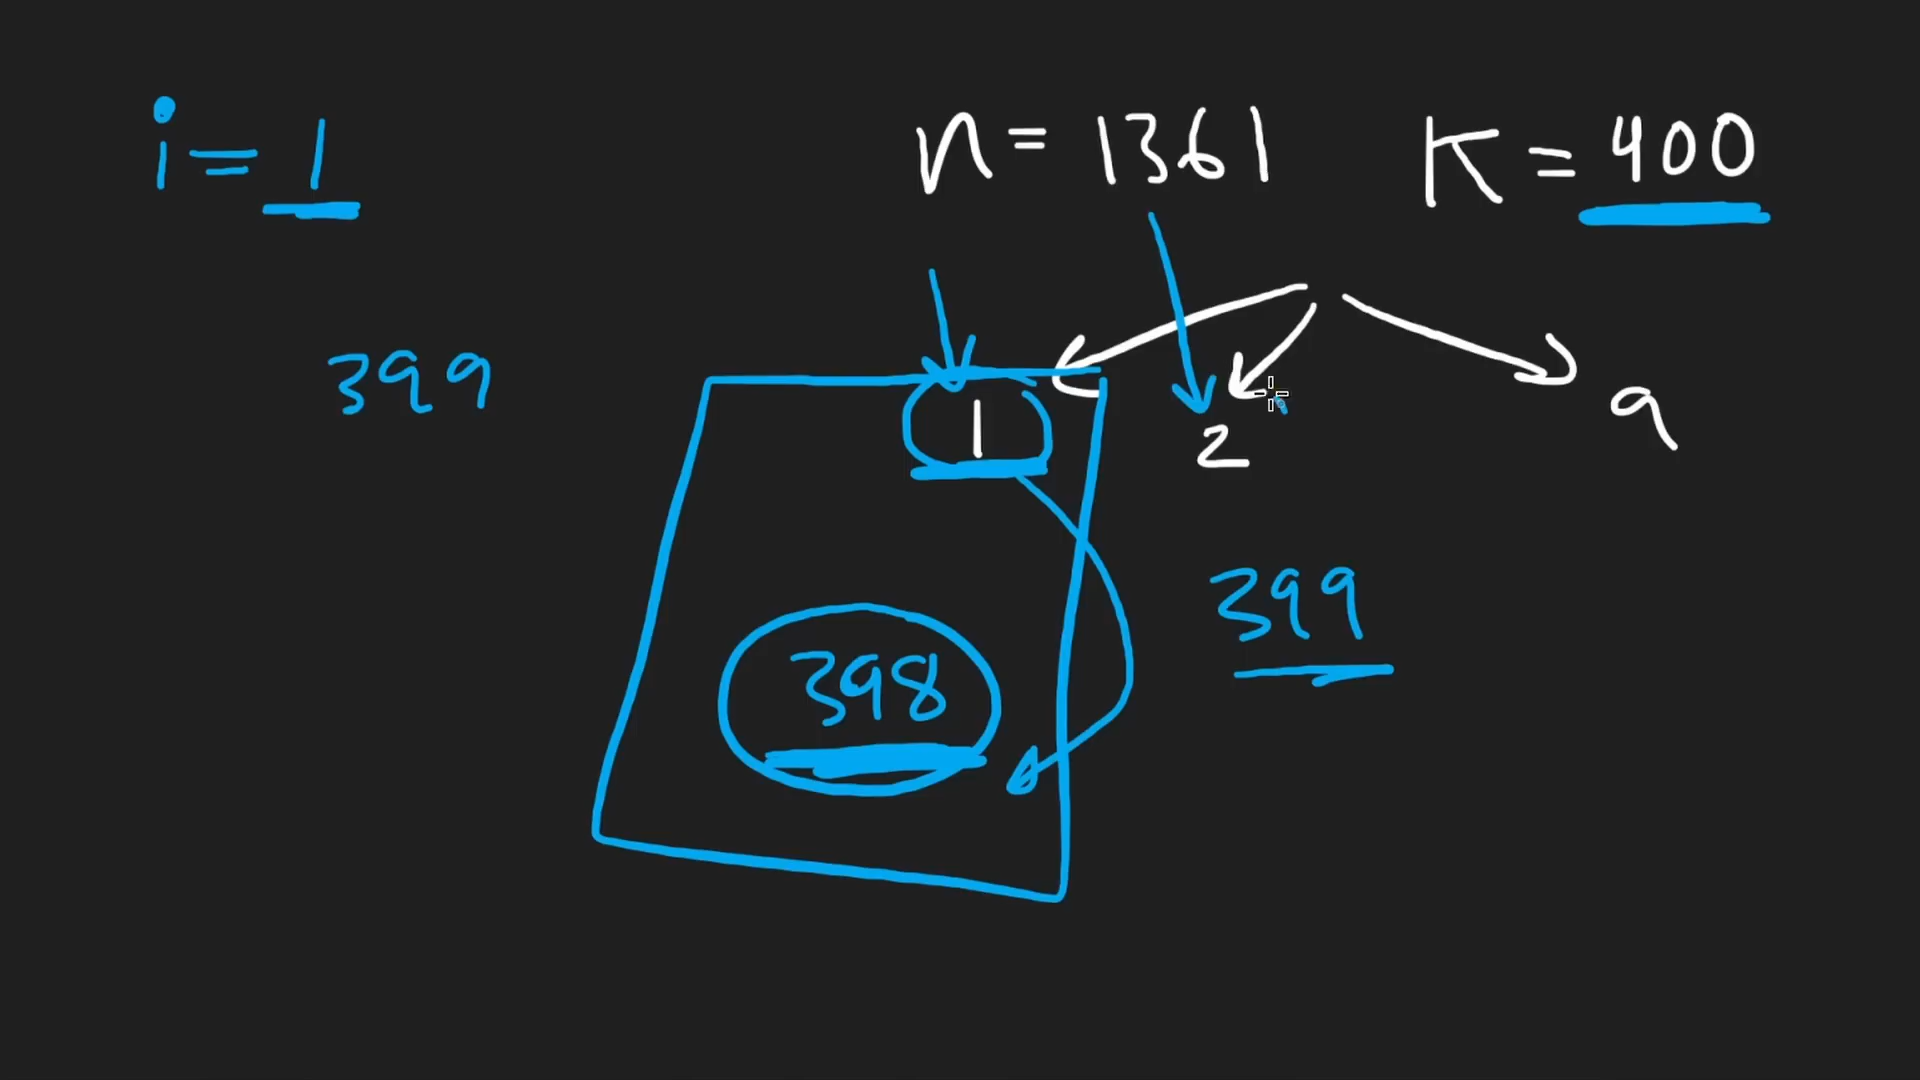 i = 1
n = 1361
K = 400
399
1
2
9
399
398